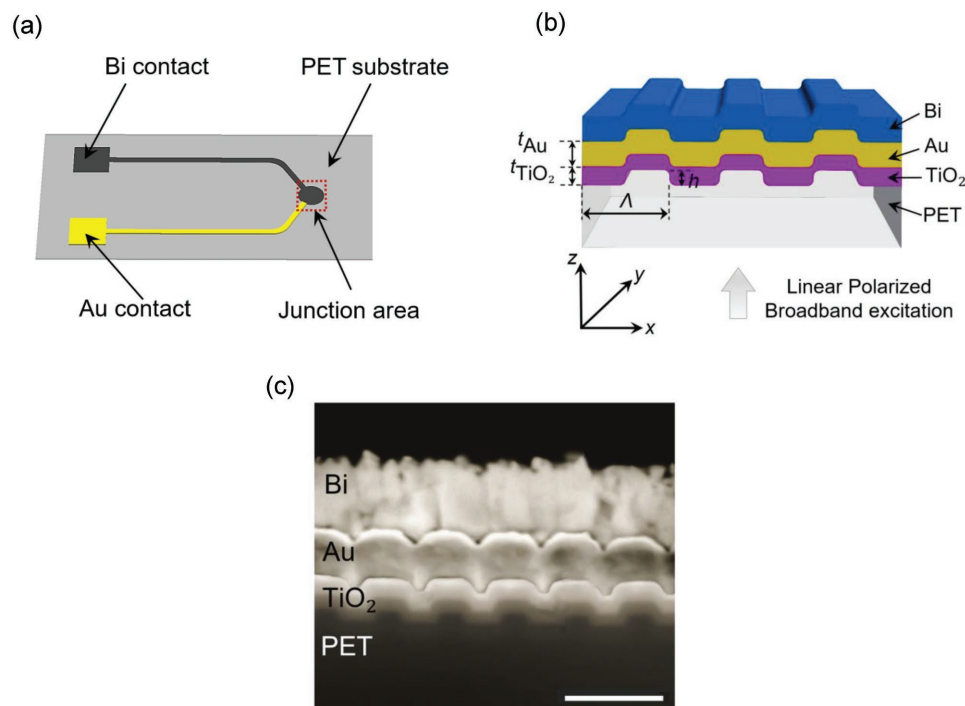 (a)
Bi contact
PET substrate
Au contact
Junction area
(b)
Bi
Au
TiO₂
PET
tAu
tTiO₂
h
Λ
z
y
x
Linear Polarized
Broadband excitation
(c)
Bi
Au
TiO₂
PET